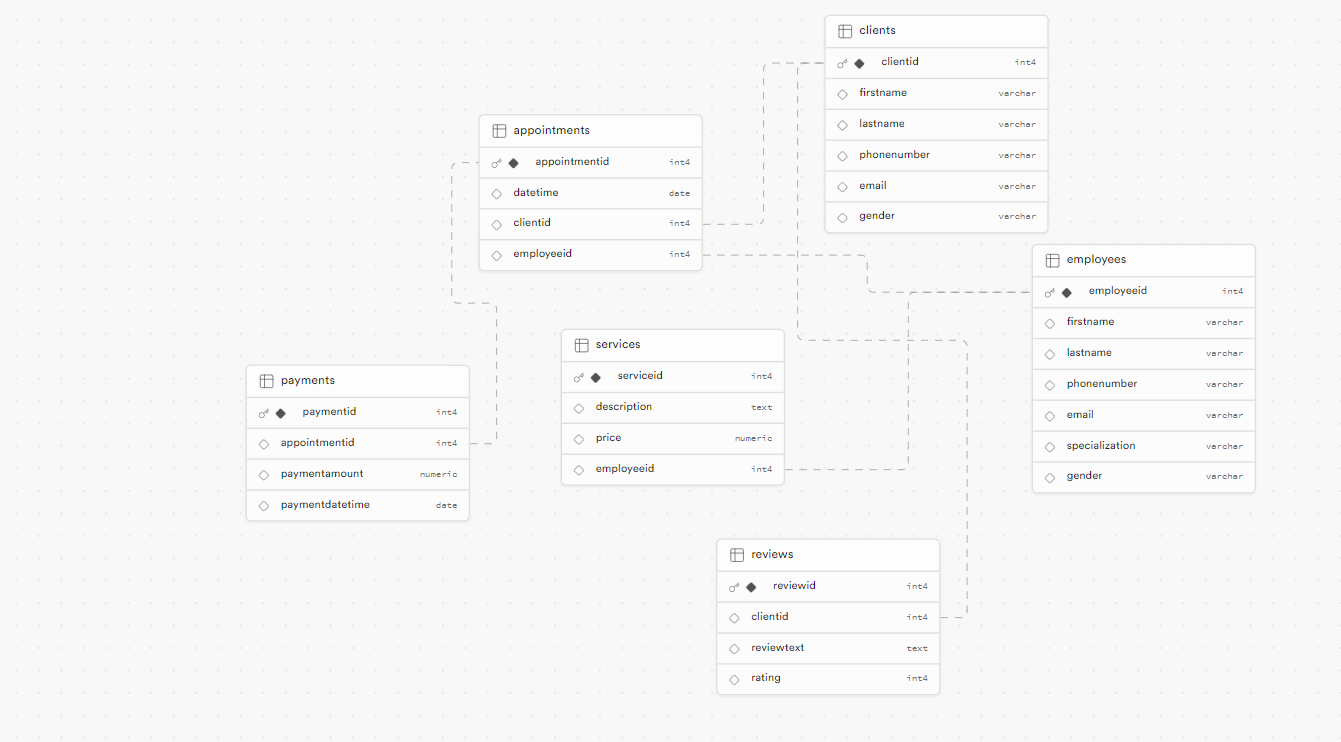 clients
clientid int4
firstname varchar
lastname varchar
phonenumber varchar
email varchar
gender varchar
appointments
appointmentid int4
datetime date
clientid int4
employeeid int4
employees
employeeid int4
firstname varchar
lastname varchar
phonenumber varchar
email varchar
specialization varchar
gender varchar
services
serviceid int4
description text
price numeric
employeeid int4
payments
paymentid int4
appointmentid int4
paymentamount numeric
paymentdatetime date
reviews
reviewid int4
clientid int4
reviewtext text
rating int4